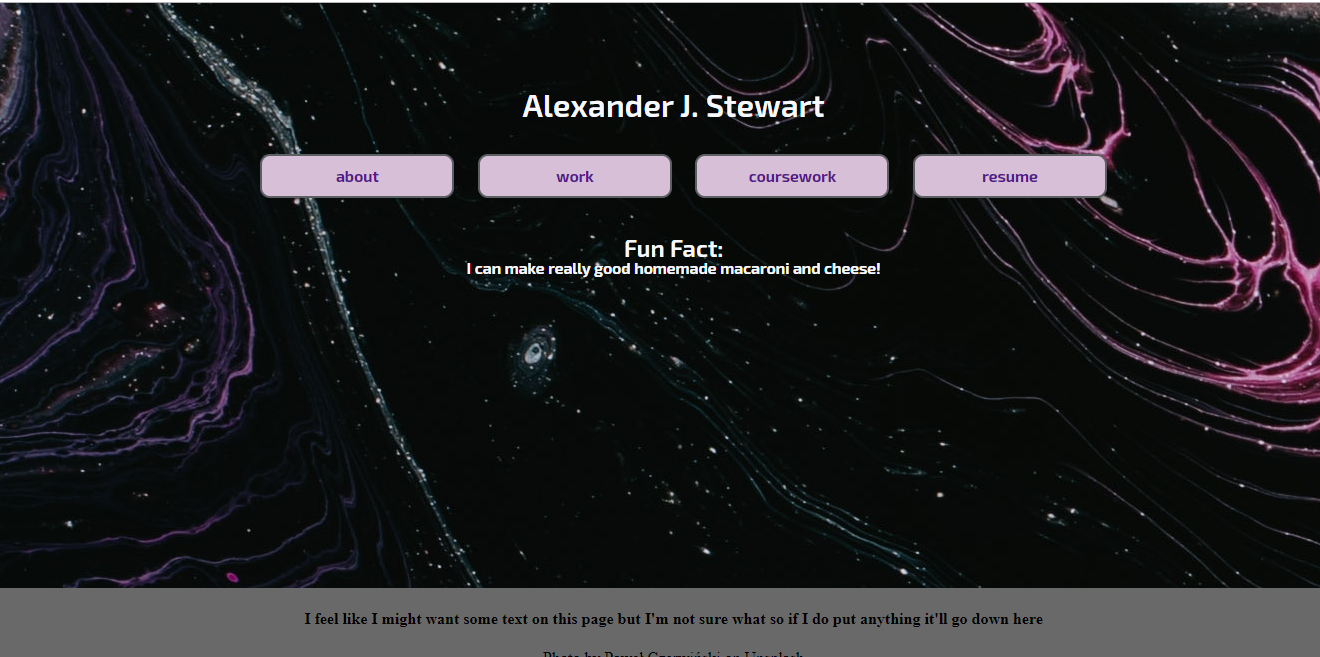 Alexander J. Stewart
about work coursework resume
Fun Fact:
I can make really good homemade macaroni and cheese!
I feel like I might want some text on this page but I'm not sure what so if I do put anything it'll go down here
Photo by Paweł Czerwiński on Unsplash